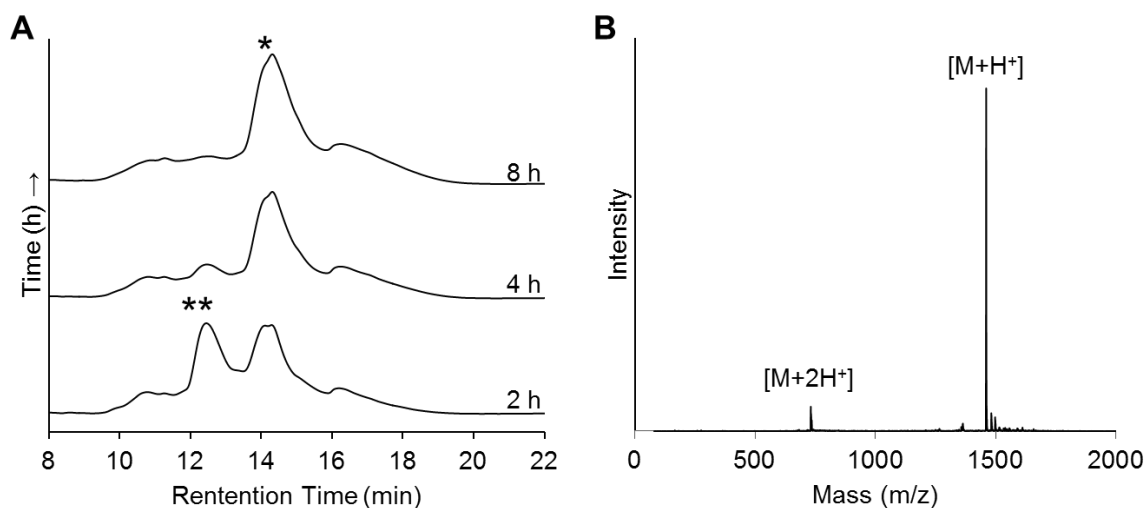 A
*
8 h
4 h
**
2 h
Time (h) →
8 10 12 14 16 18 20 22
Rentention Time (min)
B
[M+H⁺]
[M+2H⁺]
Intensity
0 500 1000 1500 2000
Mass (m/z)